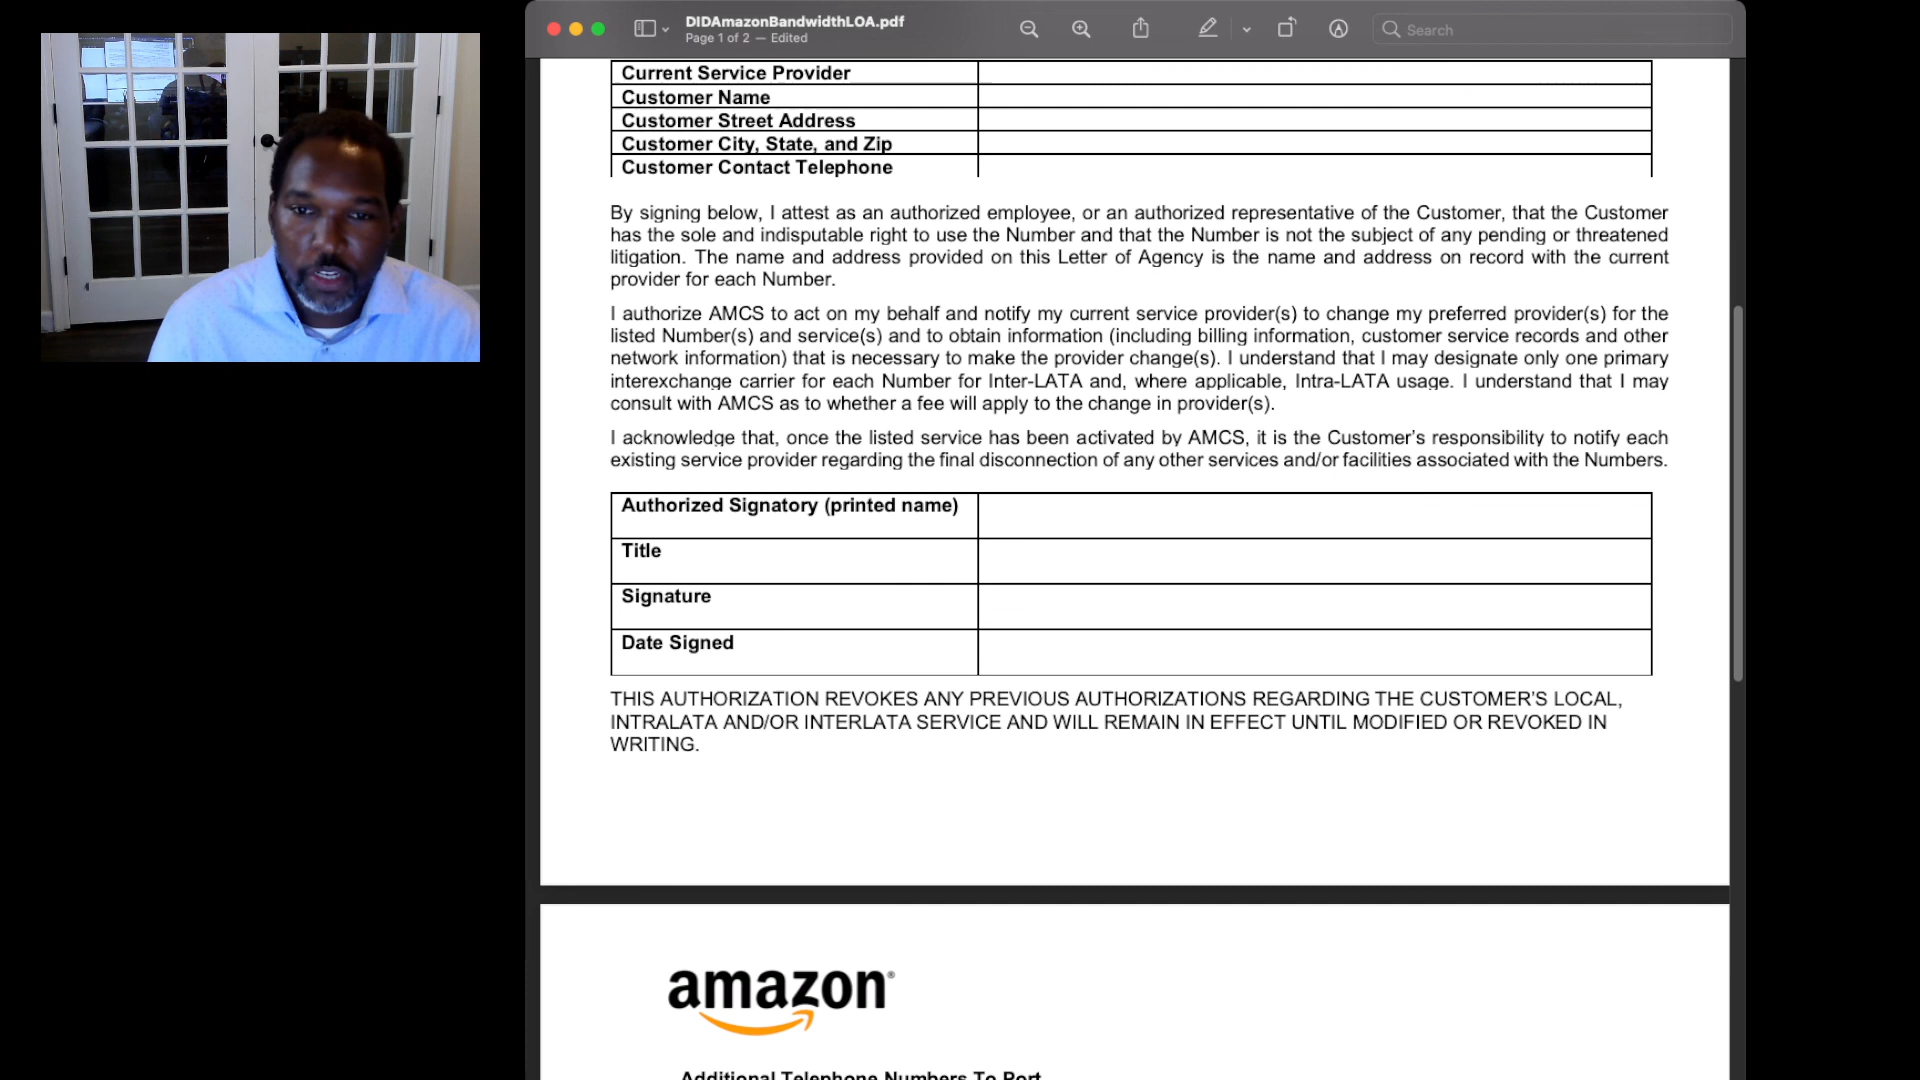 DIDAmazonBandwidthLOA.pdf
Page 1 of 2 — Edited
Search
Current Service Provider
Customer Name
Customer Street Address
Customer City, State, and Zip
Customer Contact Telephone
By signing below, I attest as an authorized employee, or an authorized representative of the Customer, that the Customer
has the sole and indisputable right to use the Number and that the Number is not the subject of any pending or threatened
litigation. The name and address provided on this Letter of Agency is the name and address on record with the current
provider for each Number.
I authorize AMCS to act on my behalf and notify my current service provider(s) to change my preferred provider(s) for the
listed Number(s) and service(s) and to obtain information (including billing information, customer service records and other
network information) that is necessary to make the provider change(s). I understand that I may designate only one primary
interexchange carrier for each Number for Inter-LATA and, where applicable, Intra-LATA usage. I understand that I may
consult with AMCS as to whether a fee will apply to the change in provider(s).
I acknowledge that, once the listed service has been activated by AMCS, it is the Customer’s responsibility to notify each
existing service provider regarding the final disconnection of any other services and/or facilities associated with the Numbers.
Authorized Signatory (printed name)
Title
Signature
Date Signed
THIS AUTHORIZATION REVOKES ANY PREVIOUS AUTHORIZATIONS REGARDING THE CUSTOMER’S LOCAL,
INTRALATA AND/OR INTERLATA SERVICE AND WILL REMAIN IN EFFECT UNTIL MODIFIED OR REVOKED IN
WRITING.
amazon®
Additional Telephone Numbers To Port